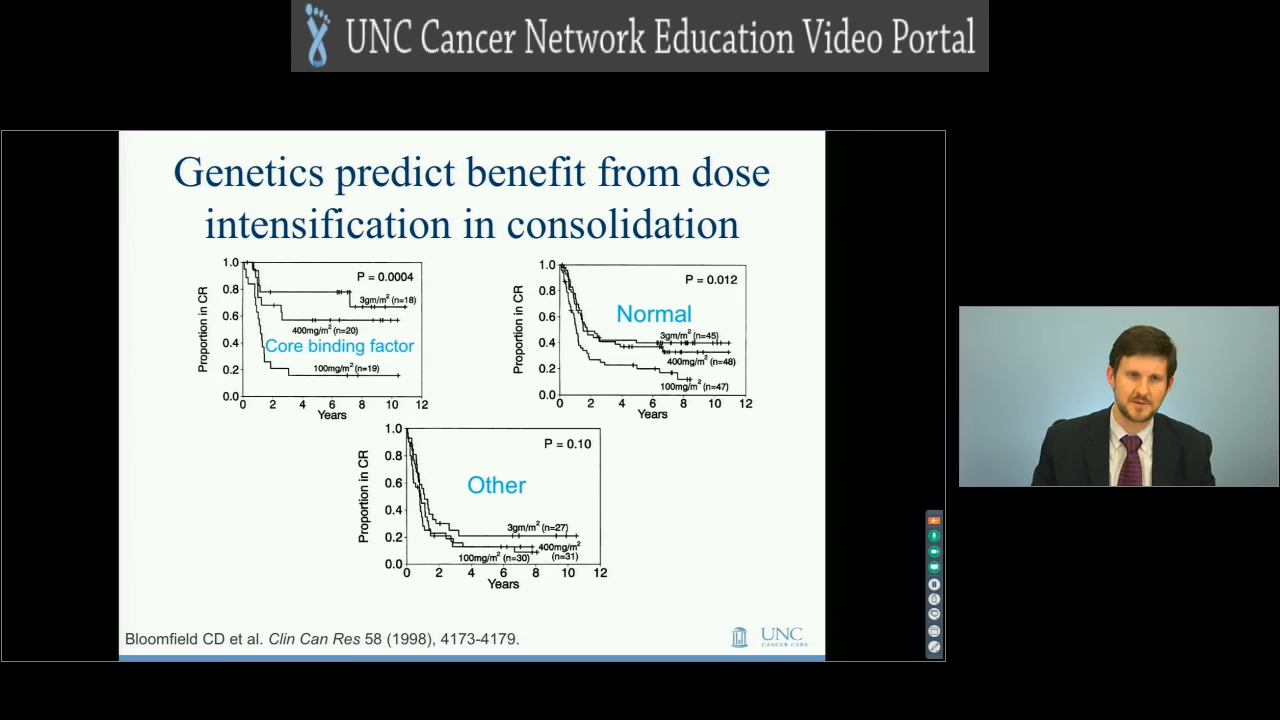 UNC Cancer Network Education Video Portal
Genetics predict benefit from dose
intensification in consolidation
1.0
0.8
0.6
0.4
0.2
0.0
Proportion in CR
P = 0.0004
3gm/m² (n=18)
400mg/m² (n=20)
Core binding factor
100mg/m² (n=19)
0 2 4 6 8 10 12
Years
1.0
0.8
0.6
0.4
0.2
0.0
Proportion in CR
P = 0.012
Normal
3gm/m² (n=45)
400mg/m² (n=48)
100mg/m² (n=47)
0 2 4 6 8 10 12
Years
1.0
0.8
0.6
0.4
0.2
0.0
Proportion in CR
P = 0.10
Other
3gm/m² (n=27)
400mg/m²
(n=31)
100mg/m² (n=30)
0 2 4 6 8 10 12
Years
Bloomfield CD et al. Clin Can Res 58 (1998), 4173-4179.
UNC
CANCER CARE